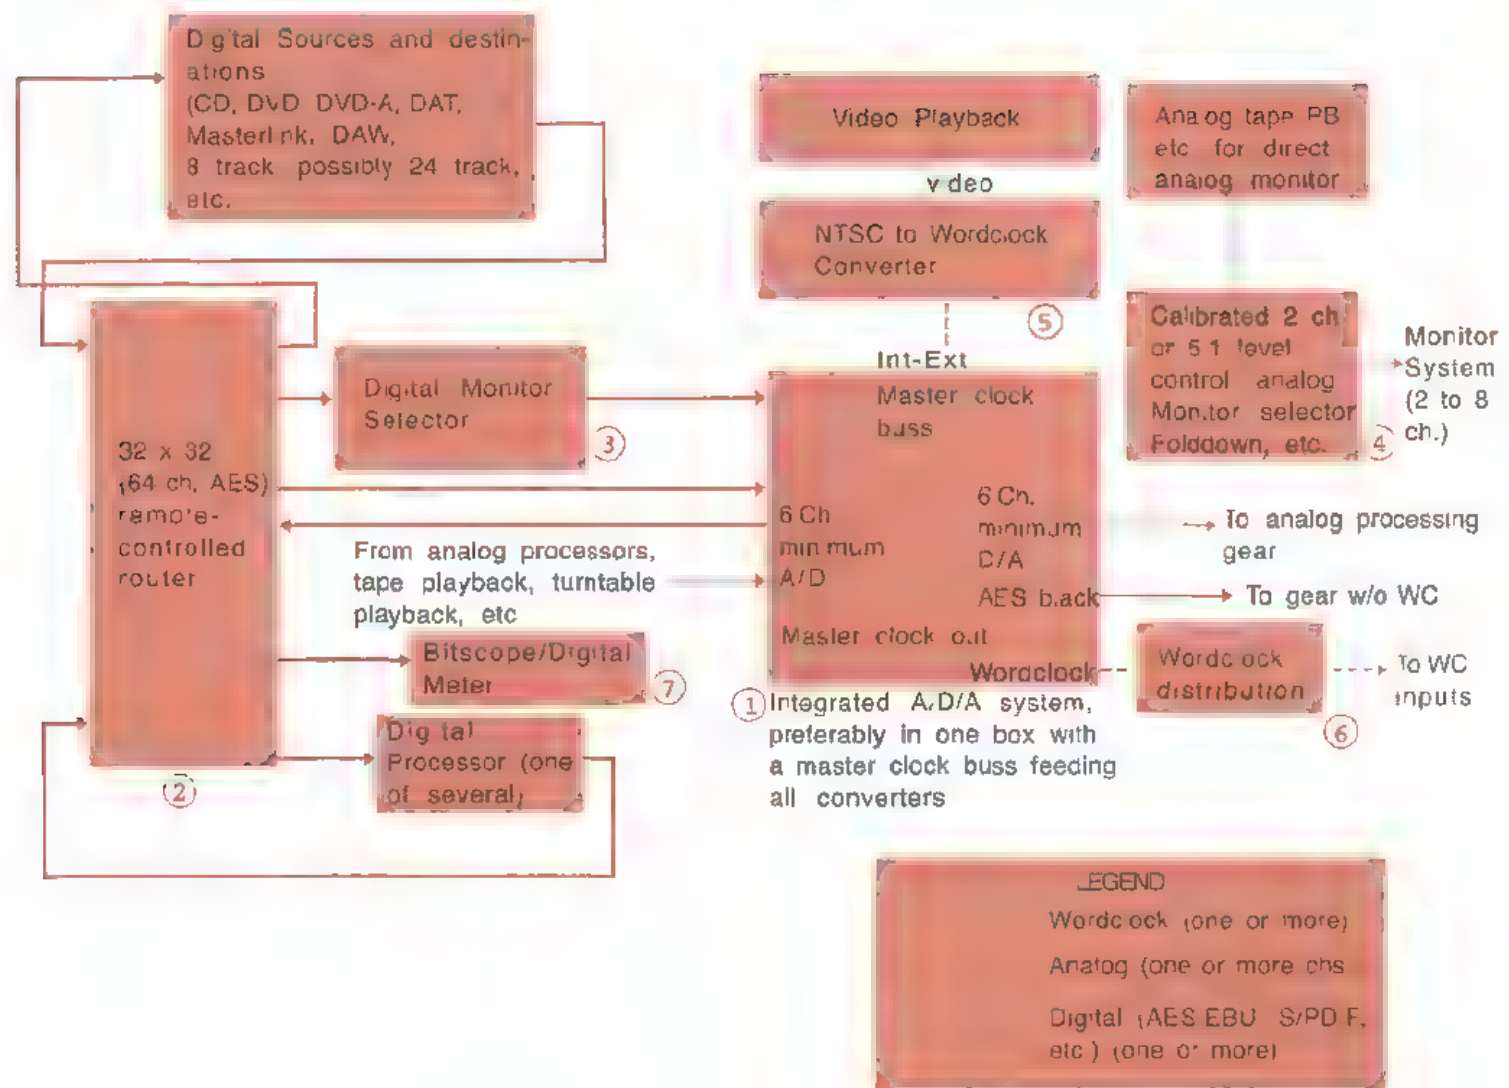 Digital Sources and destin-
ations
(CD, DVD DVD-A, DAT,
Masterlink, DAW,
8 track possibly 24 track,
etc.
Video Playback
video
NTSC to Wordclock
Converter
⑤
Analog tape PB
etc for direct
analog monitor
Calibrated 2 ch
or 5 1 level
control analog
Monitor selector
Folddown, etc.
④
Monitor
System
(2 to 8
ch.)
32 x 32
(64 ch, AES)
remote-
controlled
router
②
Digital Monitor
Selector
③
From analog processors,
tape playback, turntable
playback, etc
Bitscope/Digital
Meter
⑦
Digital
Processor (one
of several)
Int-Ext
Master clock
buss
6 Ch
minimum
A/D
6 Ch.
minimum
D/A
AES black
Master clock out
Wordclock
To analog processing
gear
To gear w/o WC
Wordclock
distribution
⑥
To WC
inputs
① Integrated A/D/A system,
preferably in one box with
a master clock buss feeding
all converters
LEGEND
Wordclock (one or more)
Analog (one or more chs
Digital (AES EBU S/PDIF,
etc) (one or more)